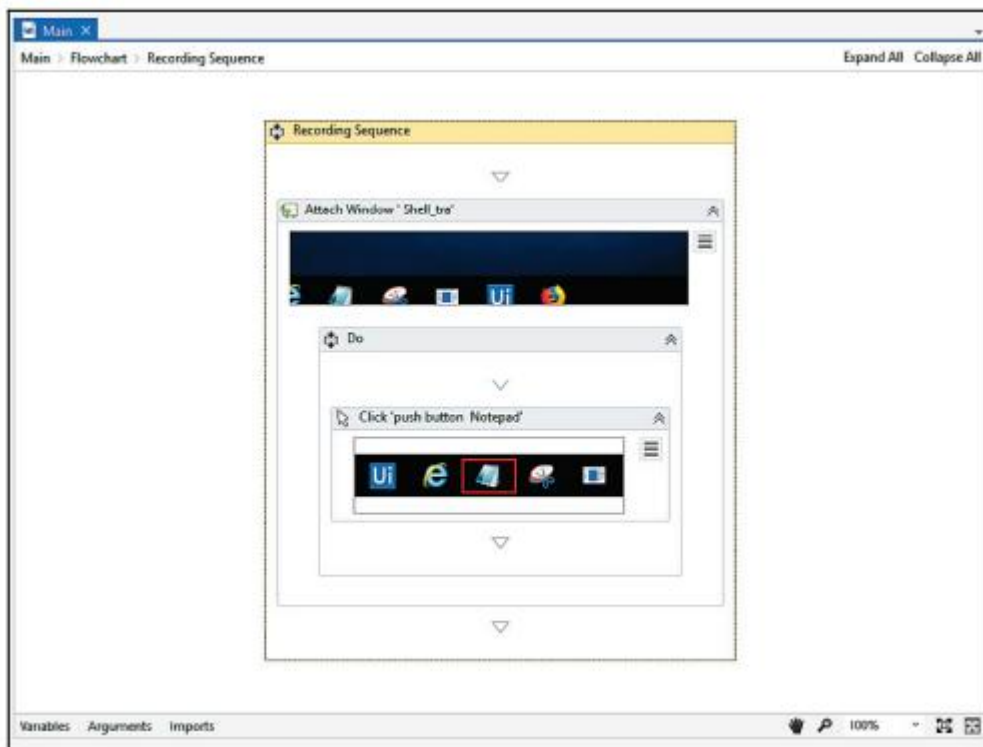 Main
Main > Flowchart > Recording Sequence Expand All Collapse All
Recording Sequence
Attach Window ' Shell_tra'
Ui
Do
Click 'push button Notepad'
Ui
Variables Arguments Imports 100%